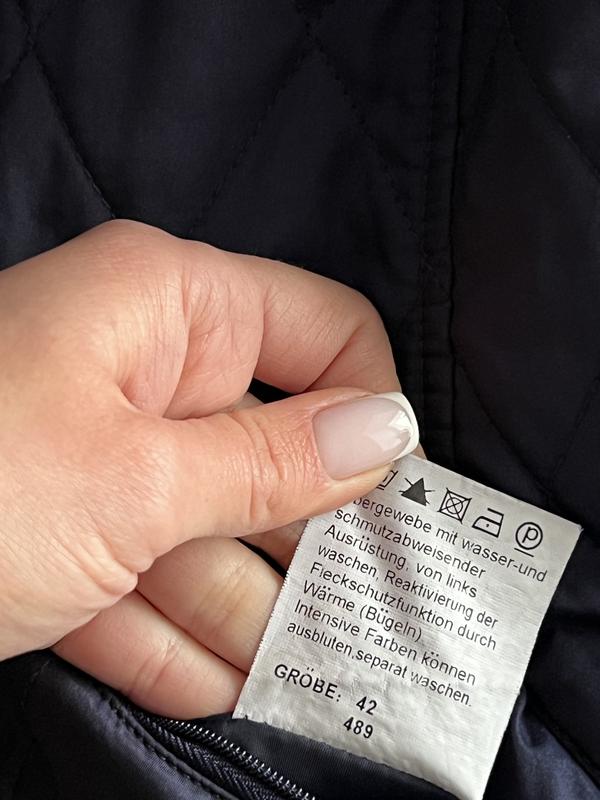 P
bergewebe mit wasser-und
schmutzabweisender
Ausrüstung, von links
waschen, Reaktivierung der
Fleckschutzfunktion durch
Wärme (Bügeln)
Intensive Farben können
ausbluten,separat waschen.
GRÖBE: 42
489